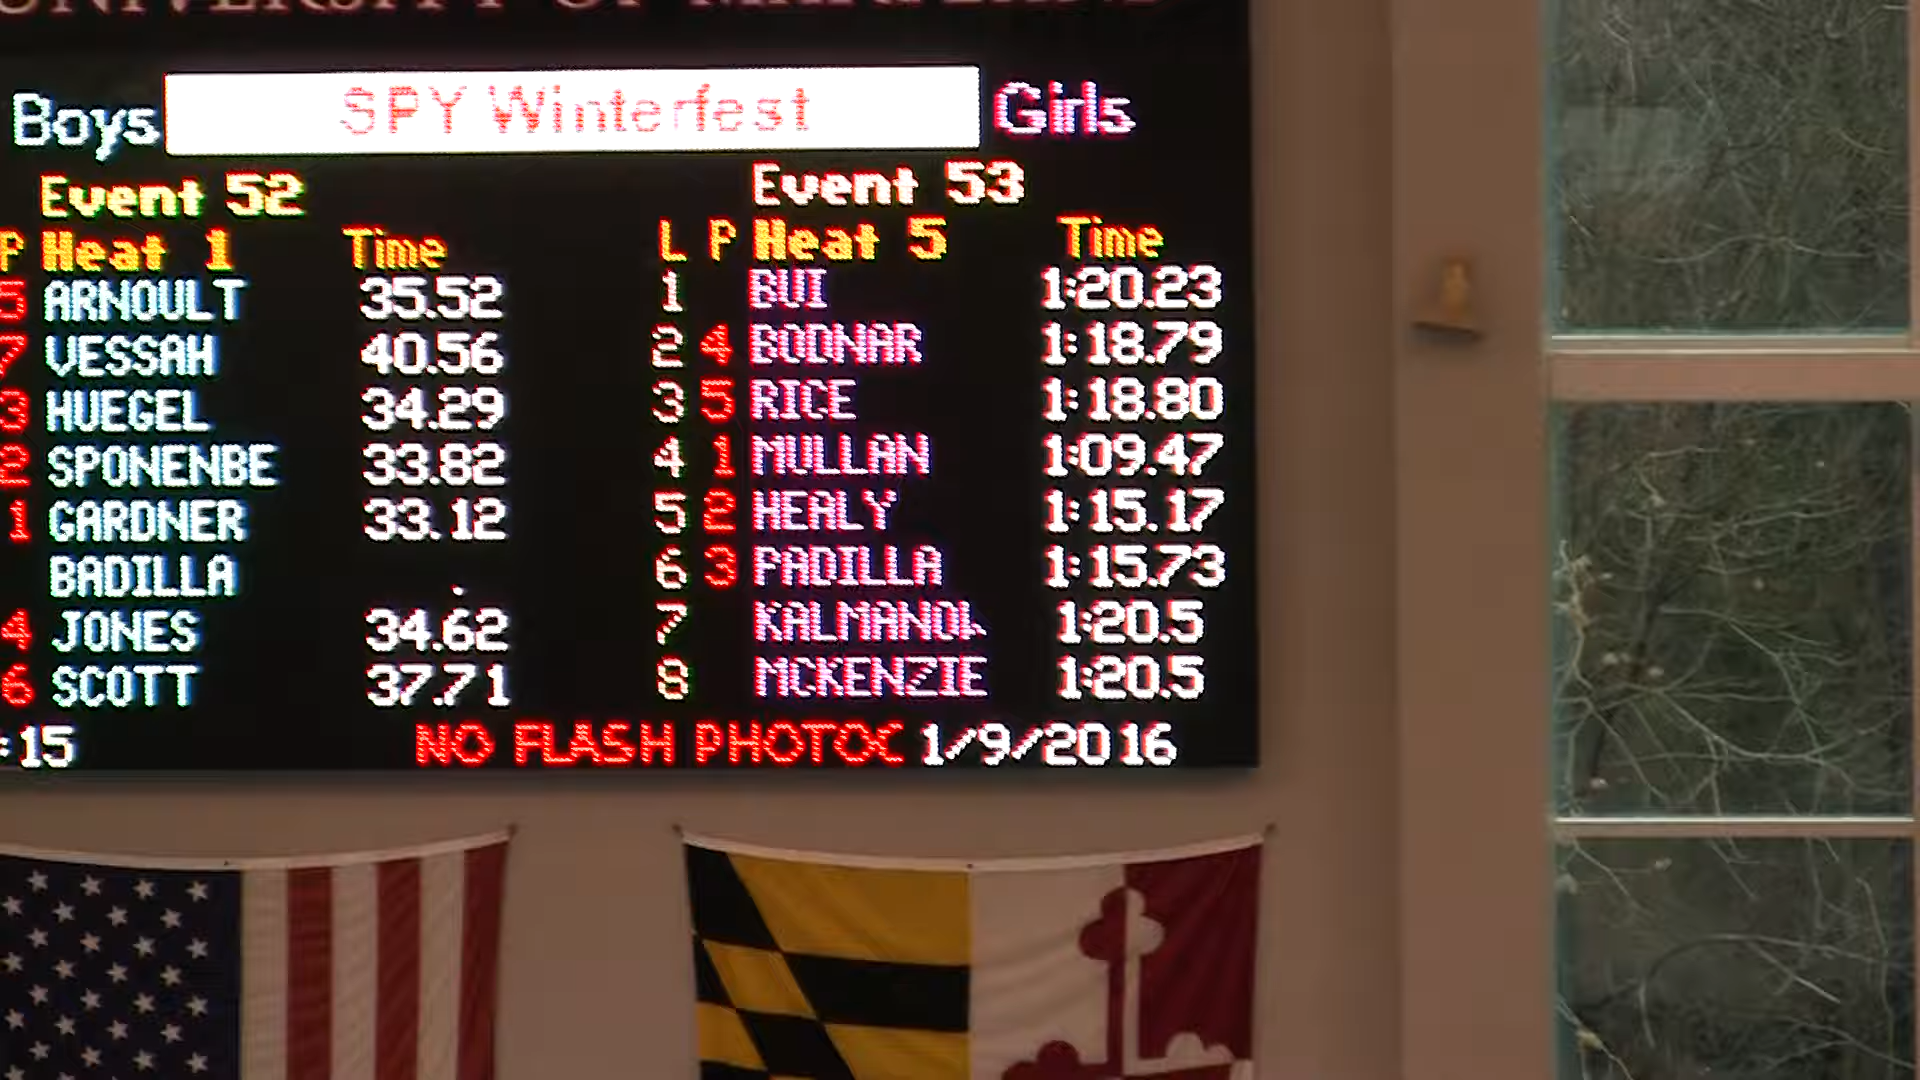 UNIVERSITY OF MARYLAND
Boys SPY Winterfest Girls
Event 52 Event 53
P Heat 1 Time L P Heat 5 Time
5 ARNOULT 35.52 1 BUI 1:20.23
7 VESSAH 40.56 2 4 BODNAR 1:18.79
3 HUEGEL 34.29 3 5 RICE 1:18.80
2 SPONENBE 33.82 4 1 MULLAN 1:09.47
1 GARDNER 33.12 5 2 HEALY 1:15.17
BADILLA . 6 3 PADILLA 1:15.73
4 JONES 34.62 7 KALMANOW 1:20.5
6 SCOTT 37.71 8 MCKENZIE 1:20.5
:15 NO FLASH PHOTOG 1/9/2016